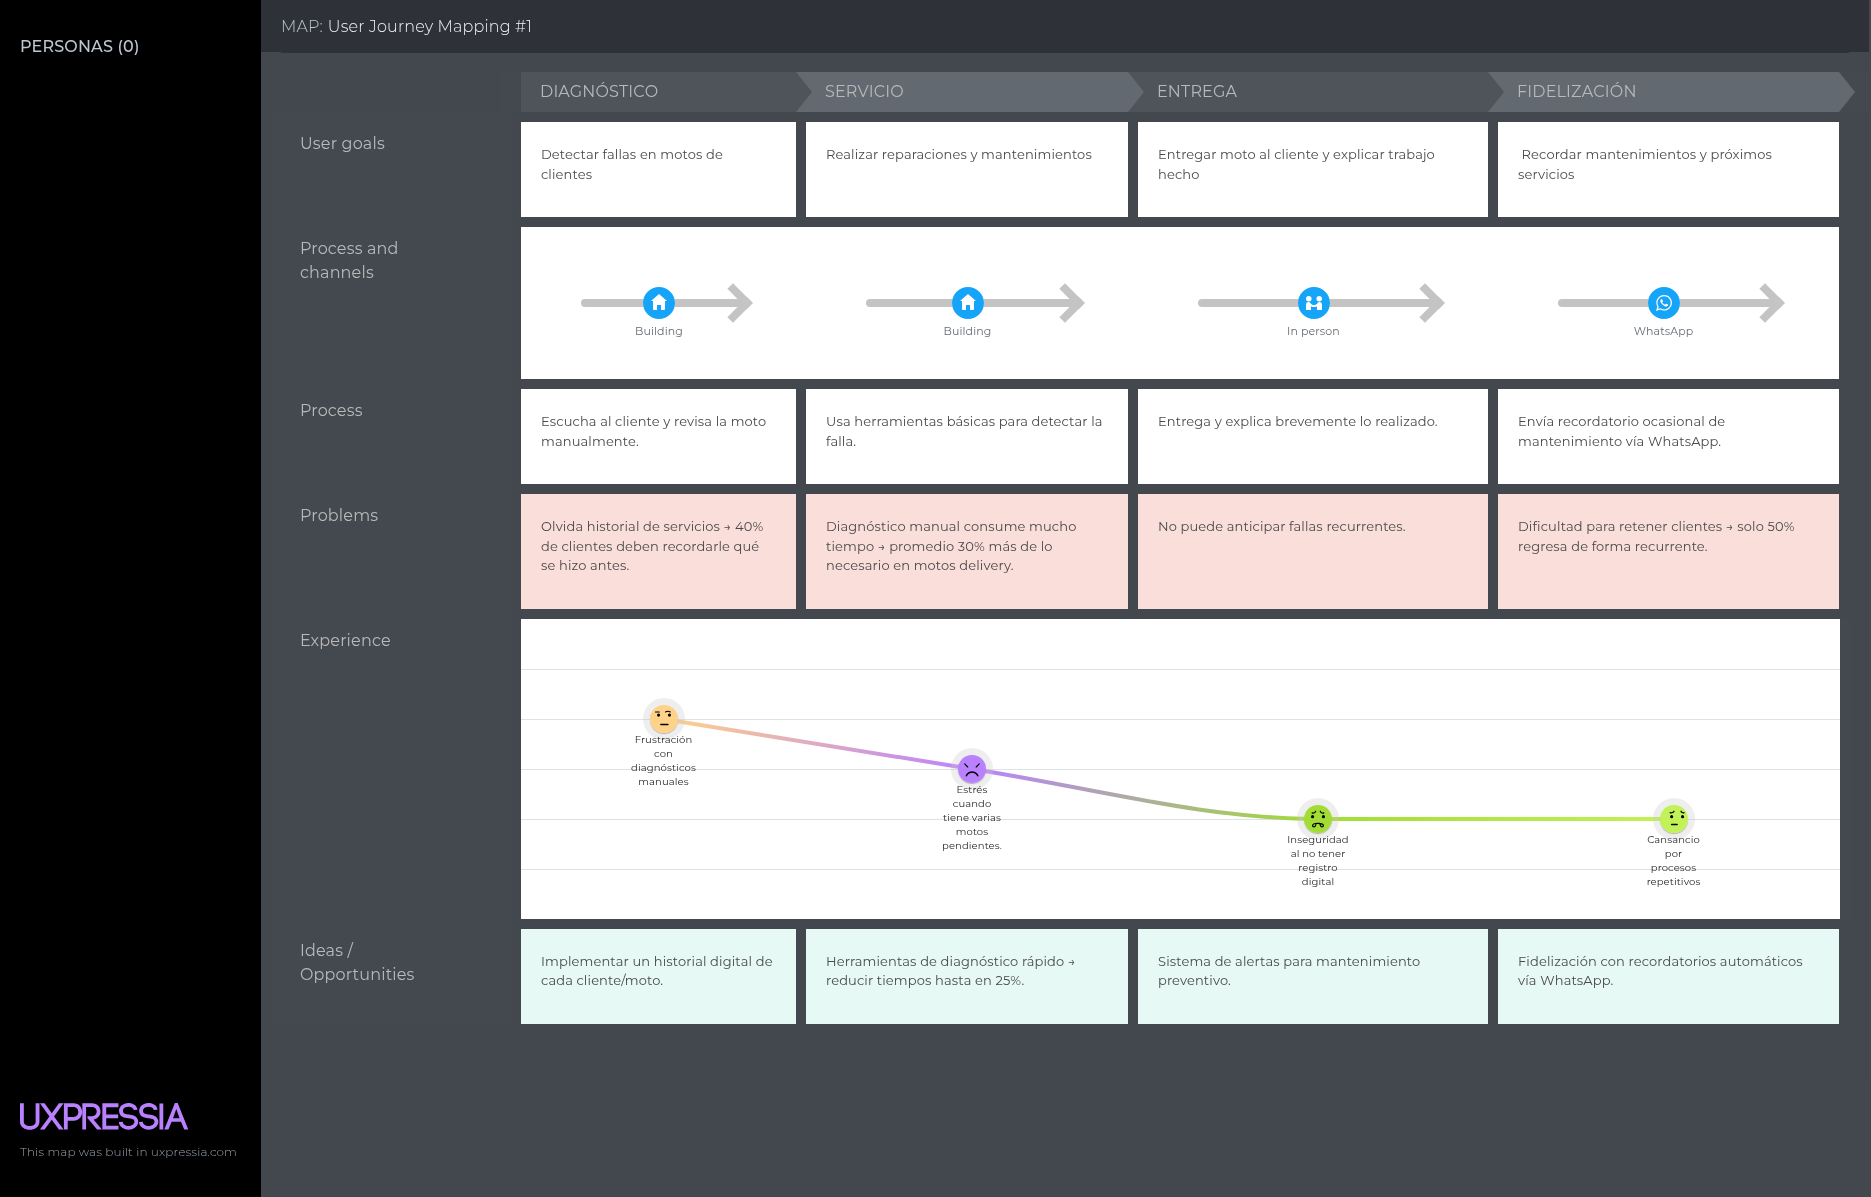 PERSONAS (0)
MAP: User Journey Mapping #1
DIAGNÓSTICO
SERVICIO
ENTREGA
FIDELIZACIÓN
User goals
Detectar fallas en motos de
clientes
Realizar reparaciones y mantenimientos
Entregar moto al cliente y explicar trabajo
hecho
Recordar mantenimientos y próximos
servicios
Process and
channels
Building
Building
In person
WhatsApp
Process
Escucha al cliente y revisa la moto
manualmente.
Usa herramientas básicas para detectar la
falla.
Entrega y explica brevemente lo realizado.
Envía recordatorio ocasional de
mantenimiento vía WhatsApp.
Problems
Olvida historial de servicios → 40%
de clientes deben recordarle qué
se hizo antes.
Diagnóstico manual consume mucho
tiempo → promedio 30% más de lo
necesario en motos delivery.
No puede anticipar fallas recurrentes.
Dificultad para retener clientes → solo 50%
regresa de forma recurrente.
Experience
Frustración
con
diagnósticos
manuales
Estrés
cuando
tiene varias
motos
pendientes.
Inseguridad
al no tener
registro
digital
Cansancio
por
procesos
repetitivos
Ideas /
Opportunities
Implementar un historial digital de
cada cliente/moto.
Herramientas de diagnóstico rápido →
reducir tiempos hasta en 25%.
Sistema de alertas para mantenimiento
preventivo.
Fidelización con recordatorios automáticos
vía WhatsApp.
UXPRESSIA
This map was built in uxpressia.com